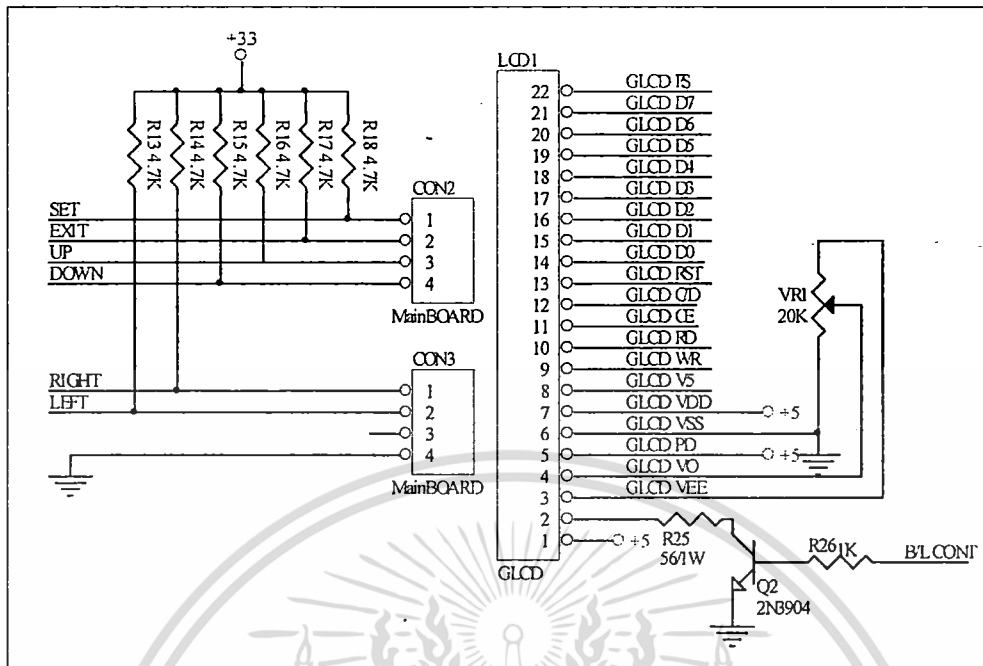 +33
R13 4.7K
R14 4.7K
R15 4.7K
R16 4.7K
R17 4.7K
R18 4.7K
SET
EXIT
UP
DOWN
CON2
1
2
3
4
MainBOARD
RIGHT
LEFT
CON3
1
2
3
4
MainBOARD
LCD1
22 GLCD FS
21 GLCD D7
20 GLCD D6
19 GLCD D5
18 GLCD D4
17 GLCD D3
16 GLCD D2
15 GLCD D1
14 GLCD D0
13 GLCD RST
12 GLCD C/D
11 GLCD CE
10 GLCD RD
9 GLCD WR
8 GLCD V5
7 GLCD VDD +5
6 GLCD VSS
5 GLCD PD +5
4 GLCD VO
3 GLCD VEE
2
1 +5
GLCD
VR1
20K
R25
56/1W
R26 1K
B/L CONT
Q2
2N3904